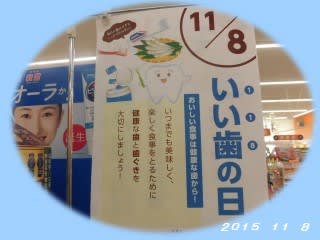 11/8
いい歯の日
1 1 8
おいしい食事は健康な歯から!
いつまでも美味しく、
楽しく食事をとるために
健康な歯と歯ぐきを
大切にしましょう!
オーラ
2015 11 8